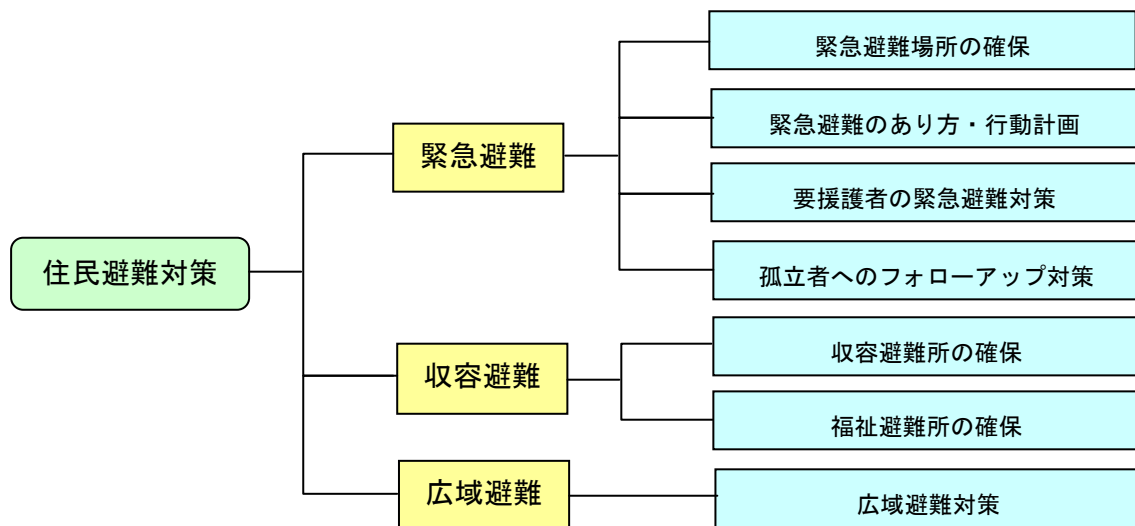 住民避難対策
緊急避難
緊急避難場所の確保
緊急避難のあり方・行動計画
要援護者の緊急避難対策
孤立者へのフォローアップ対策
収容避難
収容避難所の確保
福祉避難所の確保
広域避難
広域避難対策